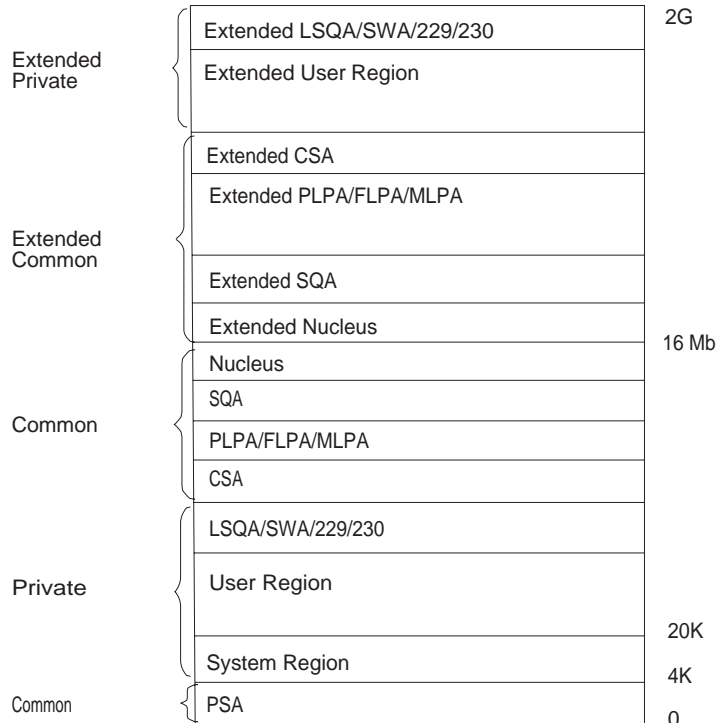 2G
Extended LSQA/SWA/229/230
Extended
Private
Extended User Region
Extended CSA
Extended PLPA/FLPA/MLPA
Extended
Common
Extended SQA
Extended Nucleus
16 Mb
Nucleus
SQA
Common
PLPA/FLPA/MLPA
CSA
LSQA/SWA/229/230
Private
User Region
20K
System Region
4K
Common
PSA
0